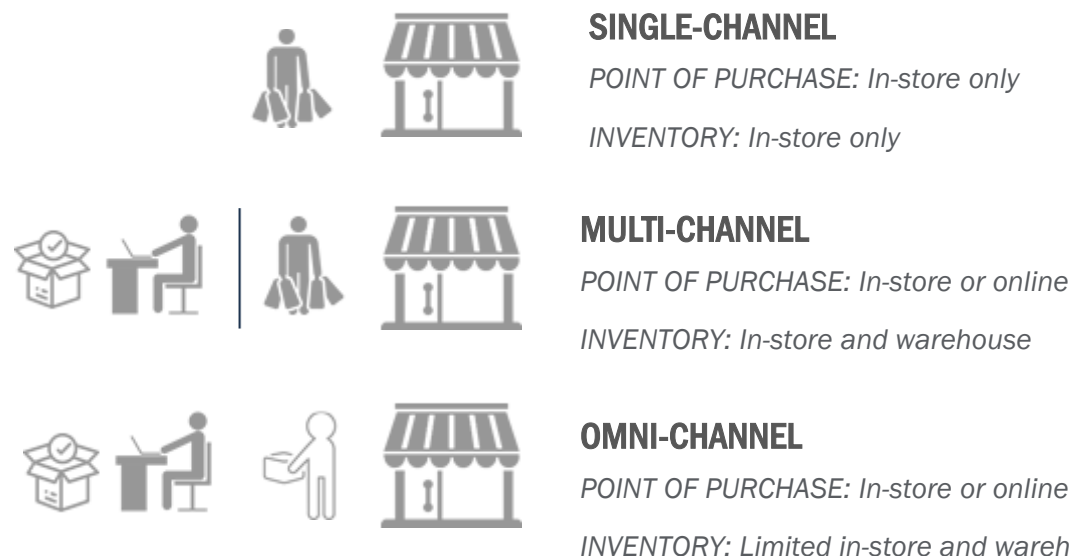 SINGLE-CHANNEL
POINT OF PURCHASE: In-store only
INVENTORY: In-store only
MULTI-CHANNEL
POINT OF PURCHASE: In-store or online
INVENTORY: In-store and warehouse
OMNI-CHANNEL
POINT OF PURCHASE: In-store or online
INVENTORY: Limited in-store and wareh